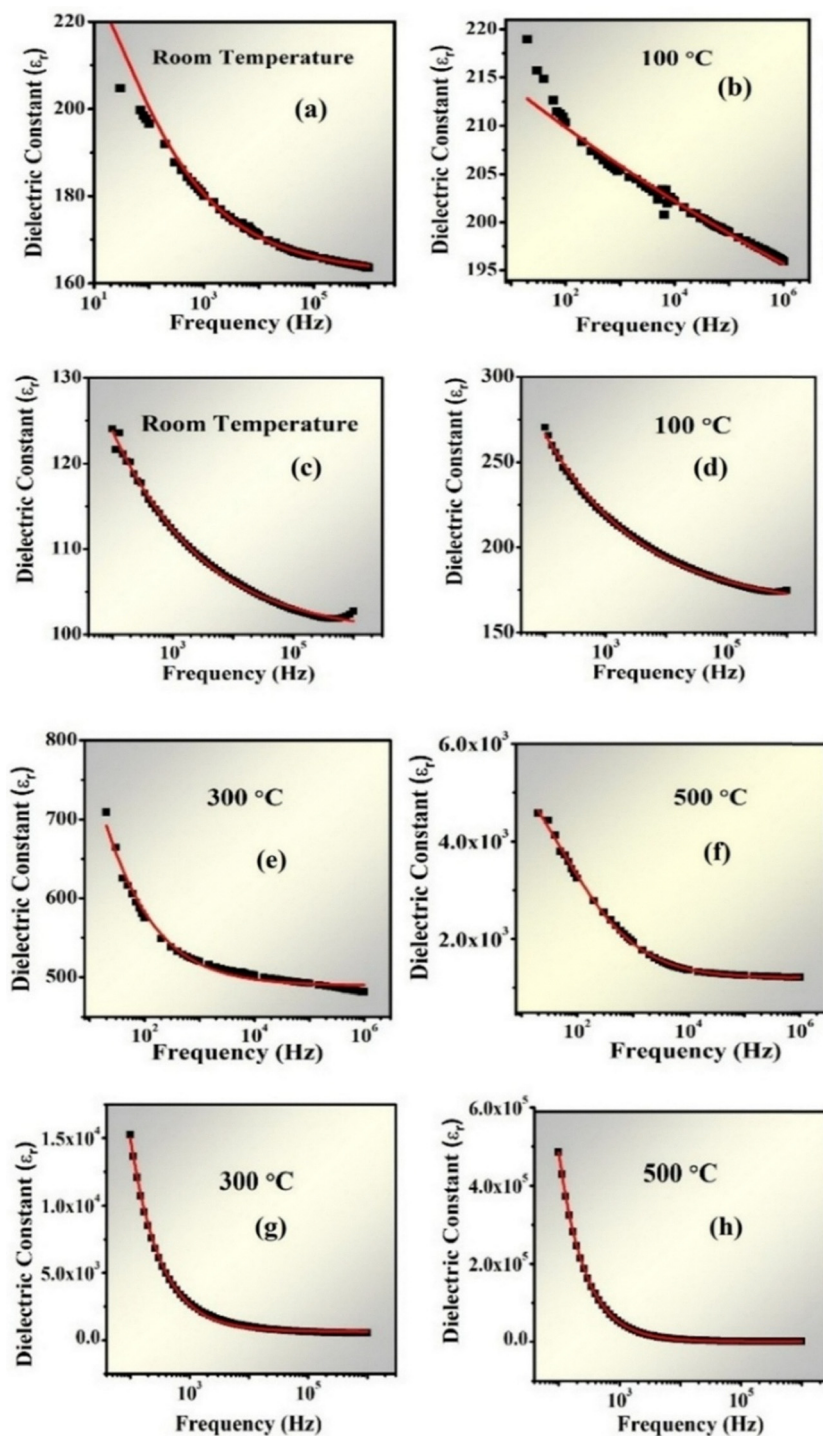 220
200
180
160
Dielectric Constant (εr)
Room Temperature
(a)
10¹ 10³ 10⁵
Frequency (Hz)
220
215
210
205
200
195
Dielectric Constant (εr)
100 °C
(b)
10² 10⁴ 10⁶
Frequency (Hz)
130
120
110
100
Dielectric Constant (εr)
Room Temperature
(c)
10³ 10⁵
Frequency (Hz)
300
250
200
150
Dielectric Constant (εr)
100 °C
(d)
10³ 10⁵
Frequency (Hz)
800
700
600
500
Dielectric Constant (εr)
300 °C
(e)
10² 10⁴ 10⁶
Frequency (Hz)
6.0x10³
4.0x10³
2.0x10³
Dielectric Constant (εr)
500 °C
(f)
10² 10⁴ 10⁶
Frequency (Hz)
1.5x10⁴
1.0x10⁴
5.0x10³
0.0
Dielectric Constant (εr)
300 °C
(g)
10³ 10⁵
Frequency (Hz)
6.0x10⁵
4.0x10⁵
2.0x10⁵
0.0
Dielectric Constant (εr)
500 °C
(h)
10³ 10⁵
Frequency (Hz)